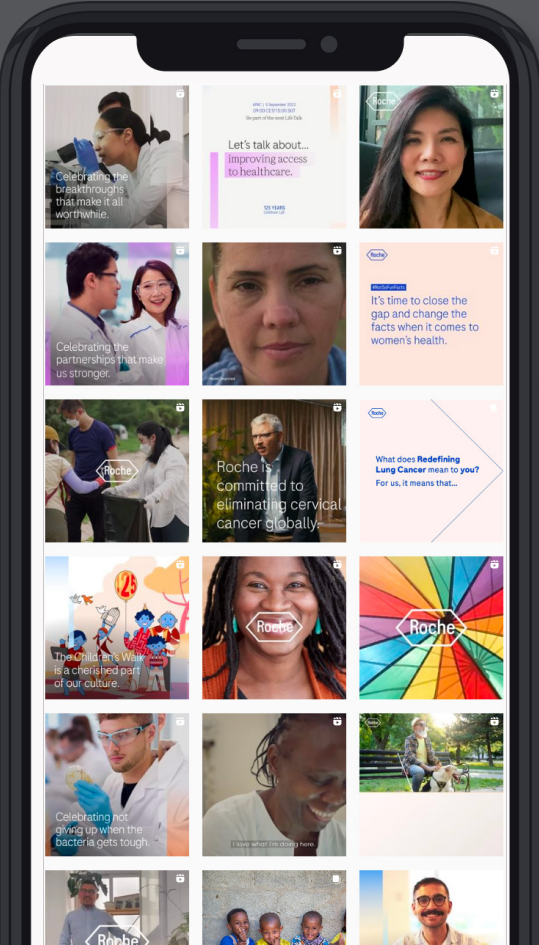 Celebrating the
breakthroughs
that make it all
worthwhile.
Let's talk about...
improving access
to healthcare.
125 YEARS
Roche
Celebrating the
partnerships that make
us stronger.
Roche
#NotSoFunFacts
It's time to close the
gap and change the
facts when it comes to
women's health.
Roche
Roche is
committed to
eliminating cervical
cancer globally.
Roche
What does Redefining
Lung Cancer mean to you?
For us, it means that...
125
The Children's Walk
is a cherished part
of our culture.
Roche
Roche
Celebrating not
giving up when the
bacteria gets tough.
I love what I'm doing here.
Roche
Roche